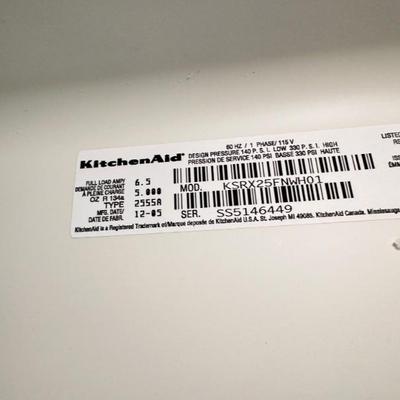 60 HZ / 1 PHASE/ 115 V
DESIGN PRESSURE 140 P. S. I. LOW 330 P. S. I. HIGH
PRESSION DE SERVICE 140 PSI BASSE 330 PSI HAUTE
LISTED
KitchenAid®
FULL LOAD AMPS 6.5
DEMANDE DE COURANT
A PLEINE CHARGE 5.000
OZ R 134a
TYPE 2555A
MFG. DATE/ 12-05
DATE DE FABR.
MOD. KSRX25FNWH01
SER. SS5146449
KitchenAid is a Registered Trademark of/Marque deposée de KitchenAid U.S.A. St. Joseph MI 49085. KitchenAid Canada.